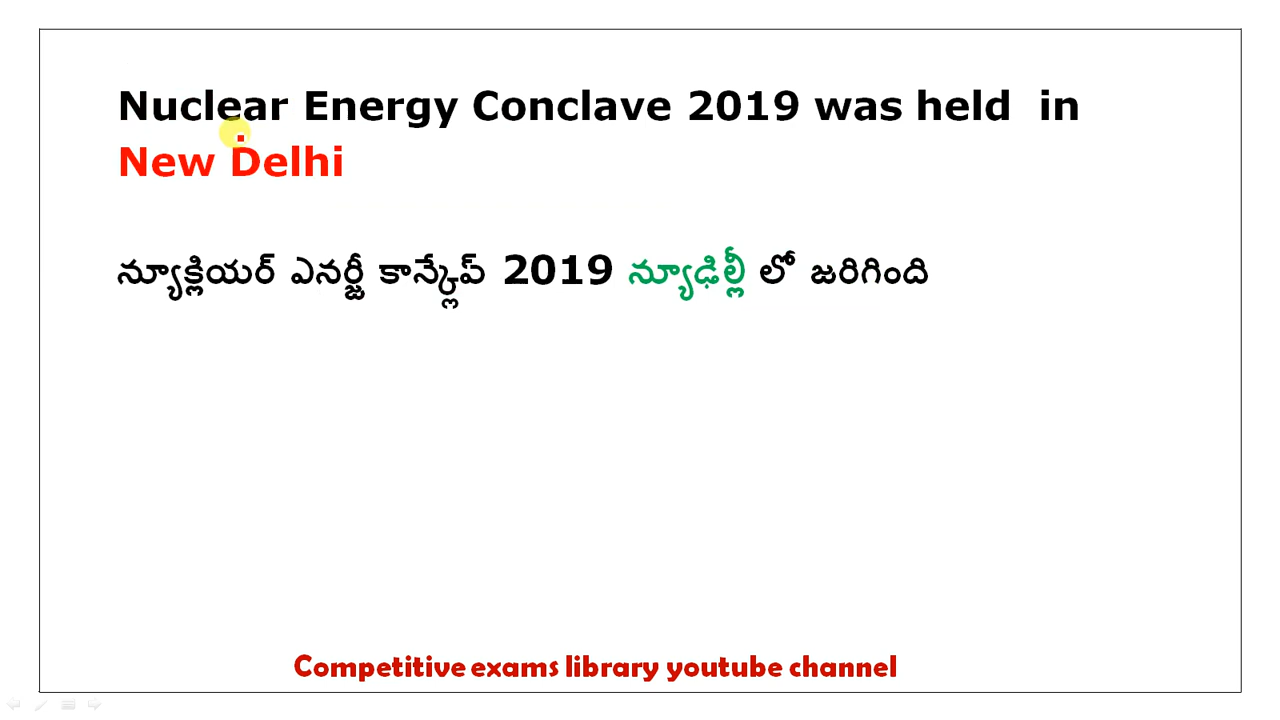 Nuclear Energy Conclave 2019 was held in
New Delhi
న్యూక్లియర్ ఎనర్జీ కాన్క్లేప్ 2019 న్యూఢిల్లీ లో జరిగింది
Competitive exams library youtube channel